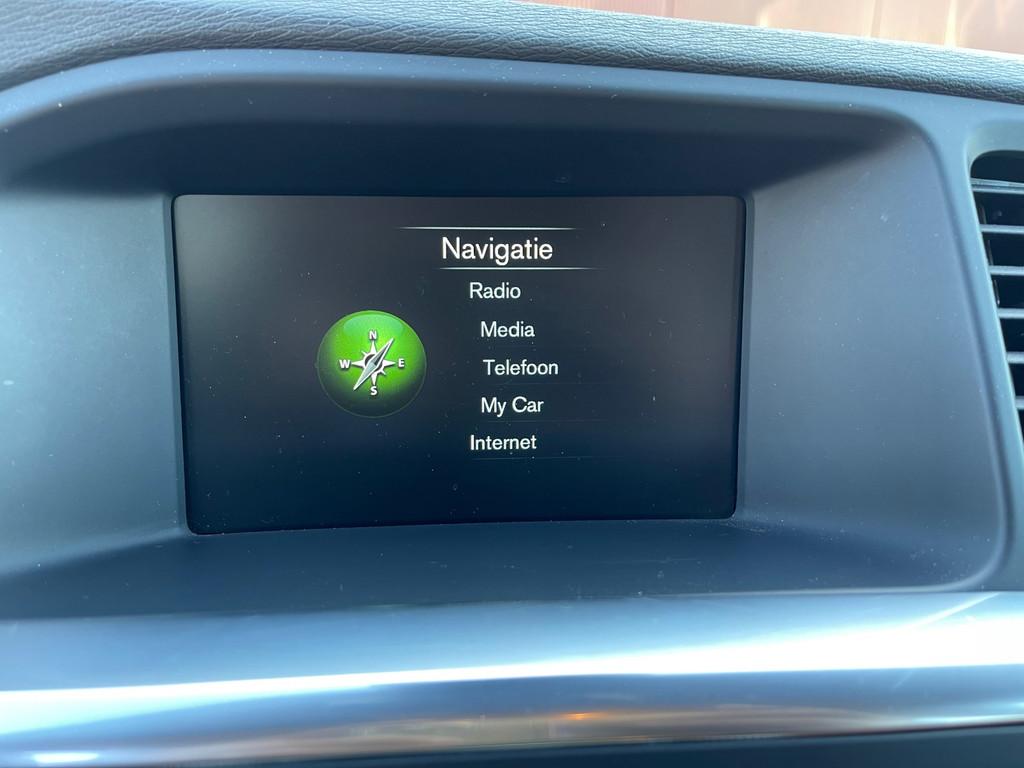 Navigatie
Radio
N
Media
W E
Telefoon
S
My Car
Internet